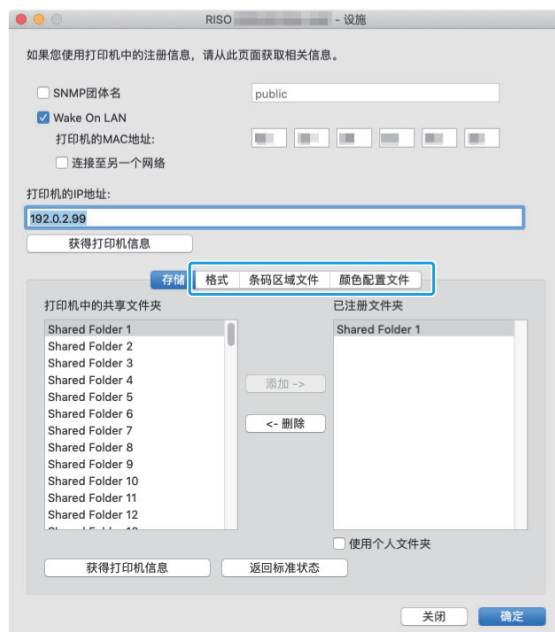 RISO - 设施
如果您使用打印机中的注册信息，请从此页面获取相关信息。
SNMP团体名
public
Wake On LAN
打印机的MAC地址:
连接至另一个网络
打印机的IP地址:
192.0.2.99
获得打印机信息
存储 格式 条码区域文件 颜色配置文件
打印机中的共享文件夹
已注册文件夹
Shared Folder 1
Shared Folder 2
Shared Folder 3
Shared Folder 4
Shared Folder 5
Shared Folder 6
Shared Folder 7
Shared Folder 8
Shared Folder 9
Shared Folder 10
Shared Folder 11
Shared Folder 12
添加 ->
<- 删除
Shared Folder 1
使用个人文件夹
获得打印机信息
返回标准状态
关闭
确定